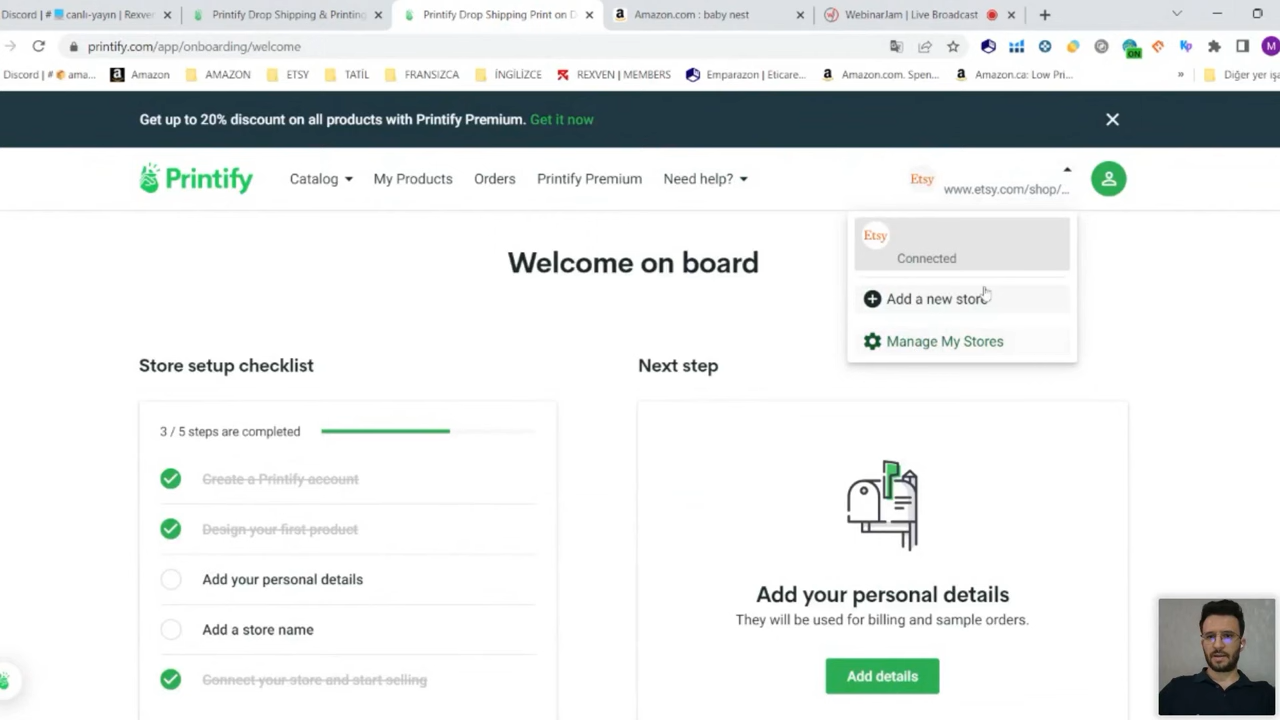 Discord | # canlı-yayın | Rexver
Printify Drop Shipping & Printing
Printify Drop Shipping Print on D
Amazon.com : baby nest
WebinarJam | Live Broadcast
printify.com/app/onboarding/welcome
Discord | # ama...
Amazon
AMAZON
ETSY
TATİL
FRANSIZCA
İNGİLİZCE
REXVEN | MEMBERS
Emparazon | Eticare...
Amazon.com. Spen...
Amazon.ca: Low Pri...
»
Diğer yer işa
ON
Kp
M
Get up to 20% discount on all products with Printify Premium. Get it now
Printify
Catalog
My Products
Orders
Printify Premium
Need help?
Etsy
www.etsy.com/shop/...
Etsy
Connected
Add a new store
Manage My Stores
Welcome on board
Store setup checklist
Next step
3 / 5 steps are completed
Create a Printify account
Design your first product
Add your personal details
Add a store name
Connect your store and start selling
Add your personal details
They will be used for billing and sample orders.
Add details